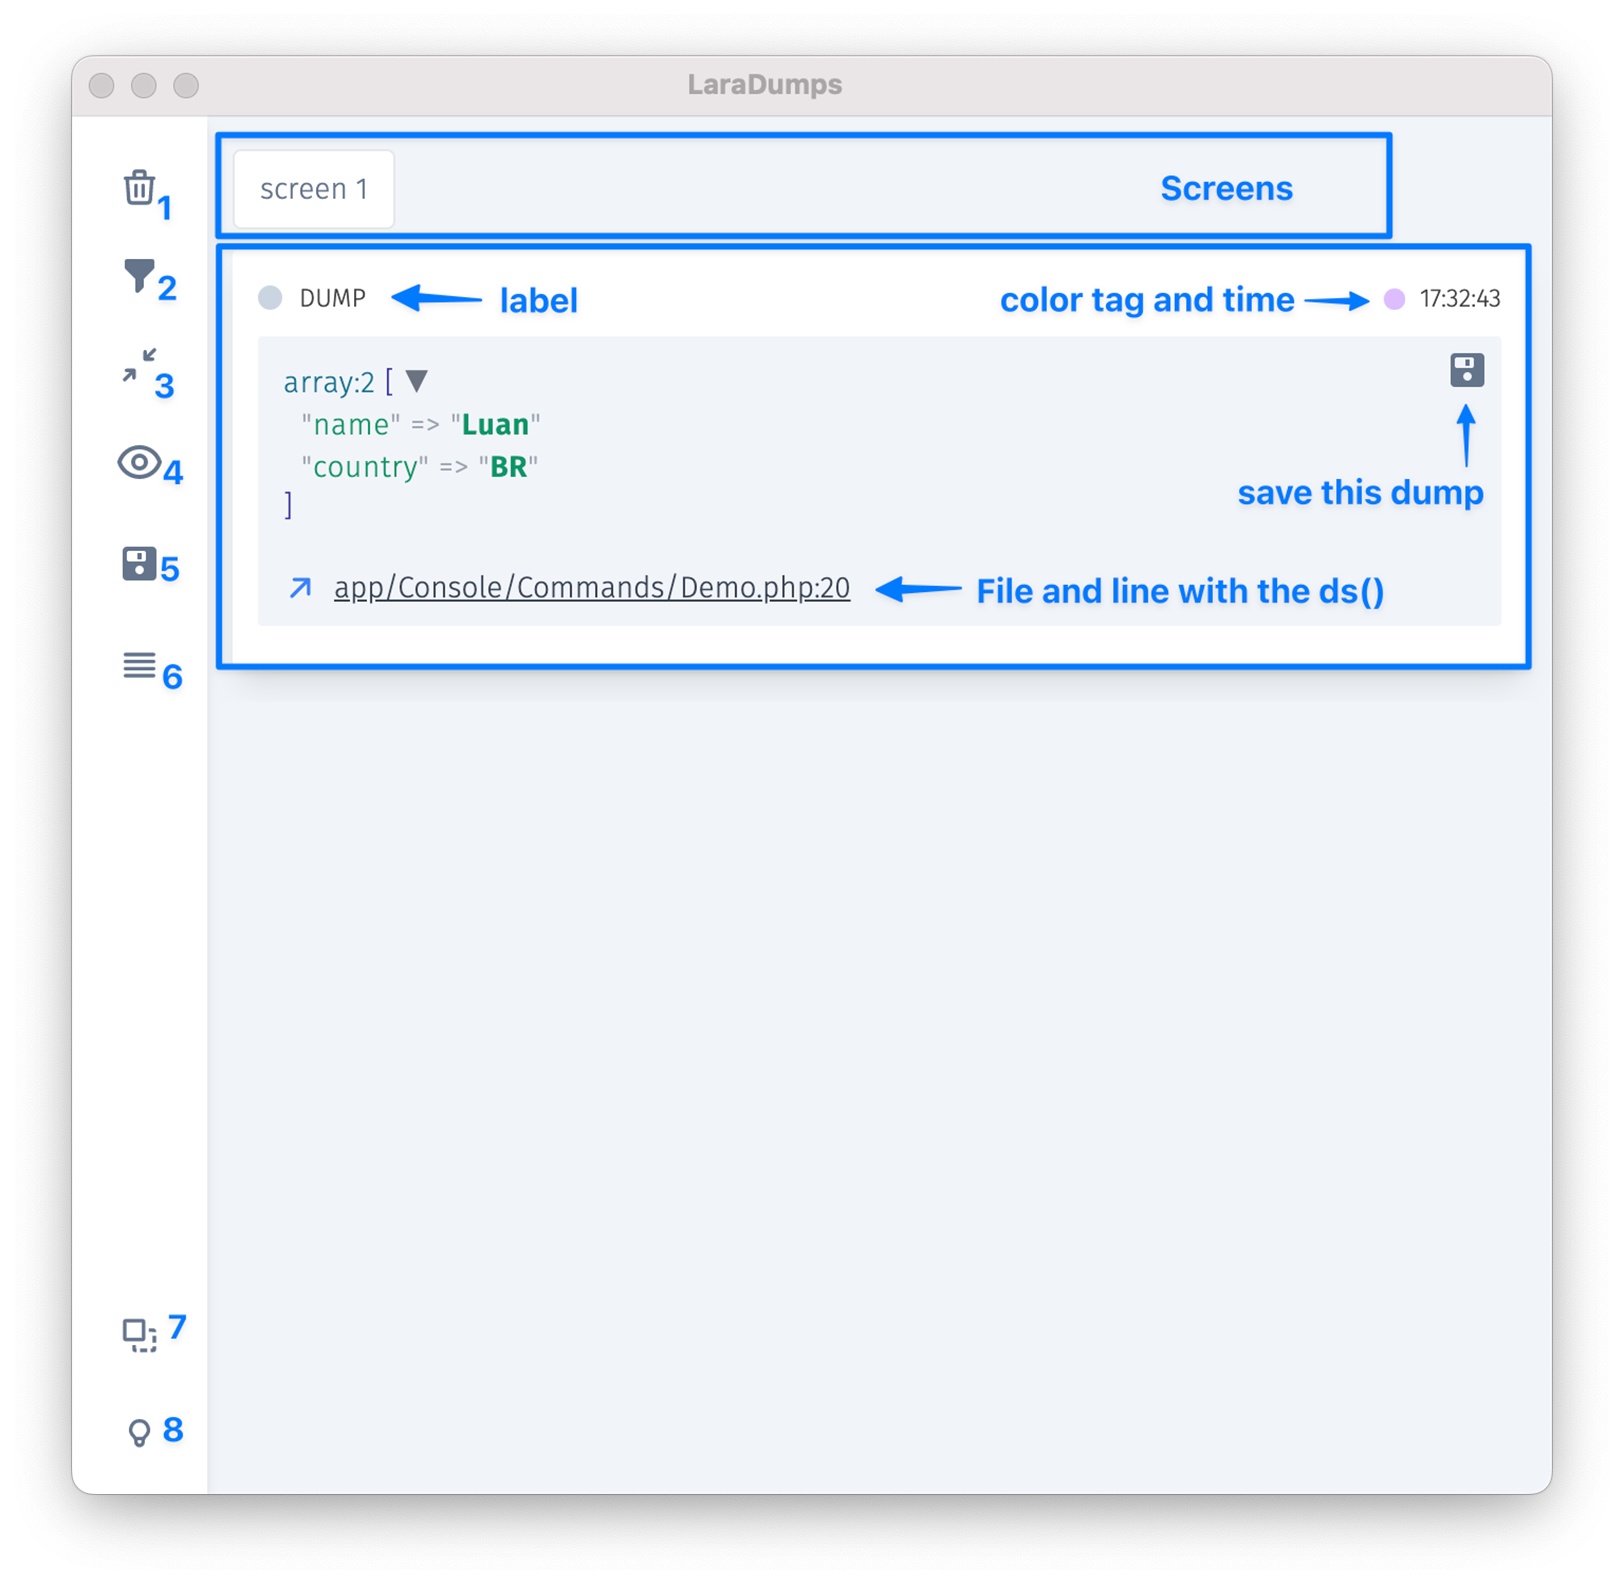 LaraDumps
screen 1
Screens
1
2
3
4
5
6
7
8
DUMP
label
color tag and time
17:32:43
array:2 [ ▼
"name" => "Luan"
"country" => "BR"
]
save this dump
app/Console/Commands/Demo.php:20
File and line with the ds()